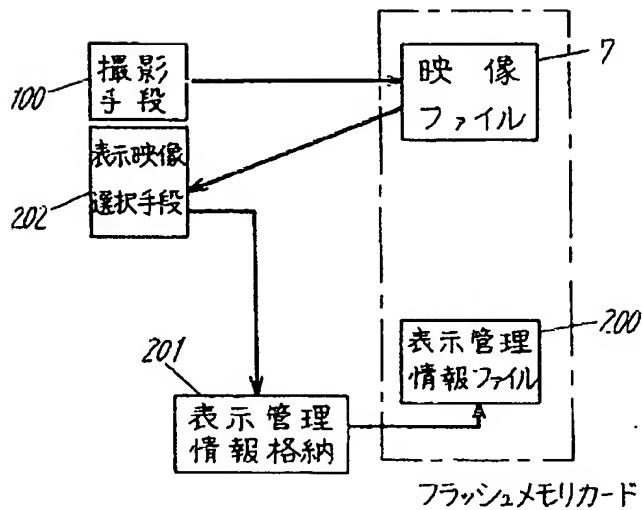 100
撮影
手段
映像
ファイル
7
表示映像
選択手段
202
201
表示管理
情報格納
200
表示管理
情報ファイル
フラッシュメモリカード